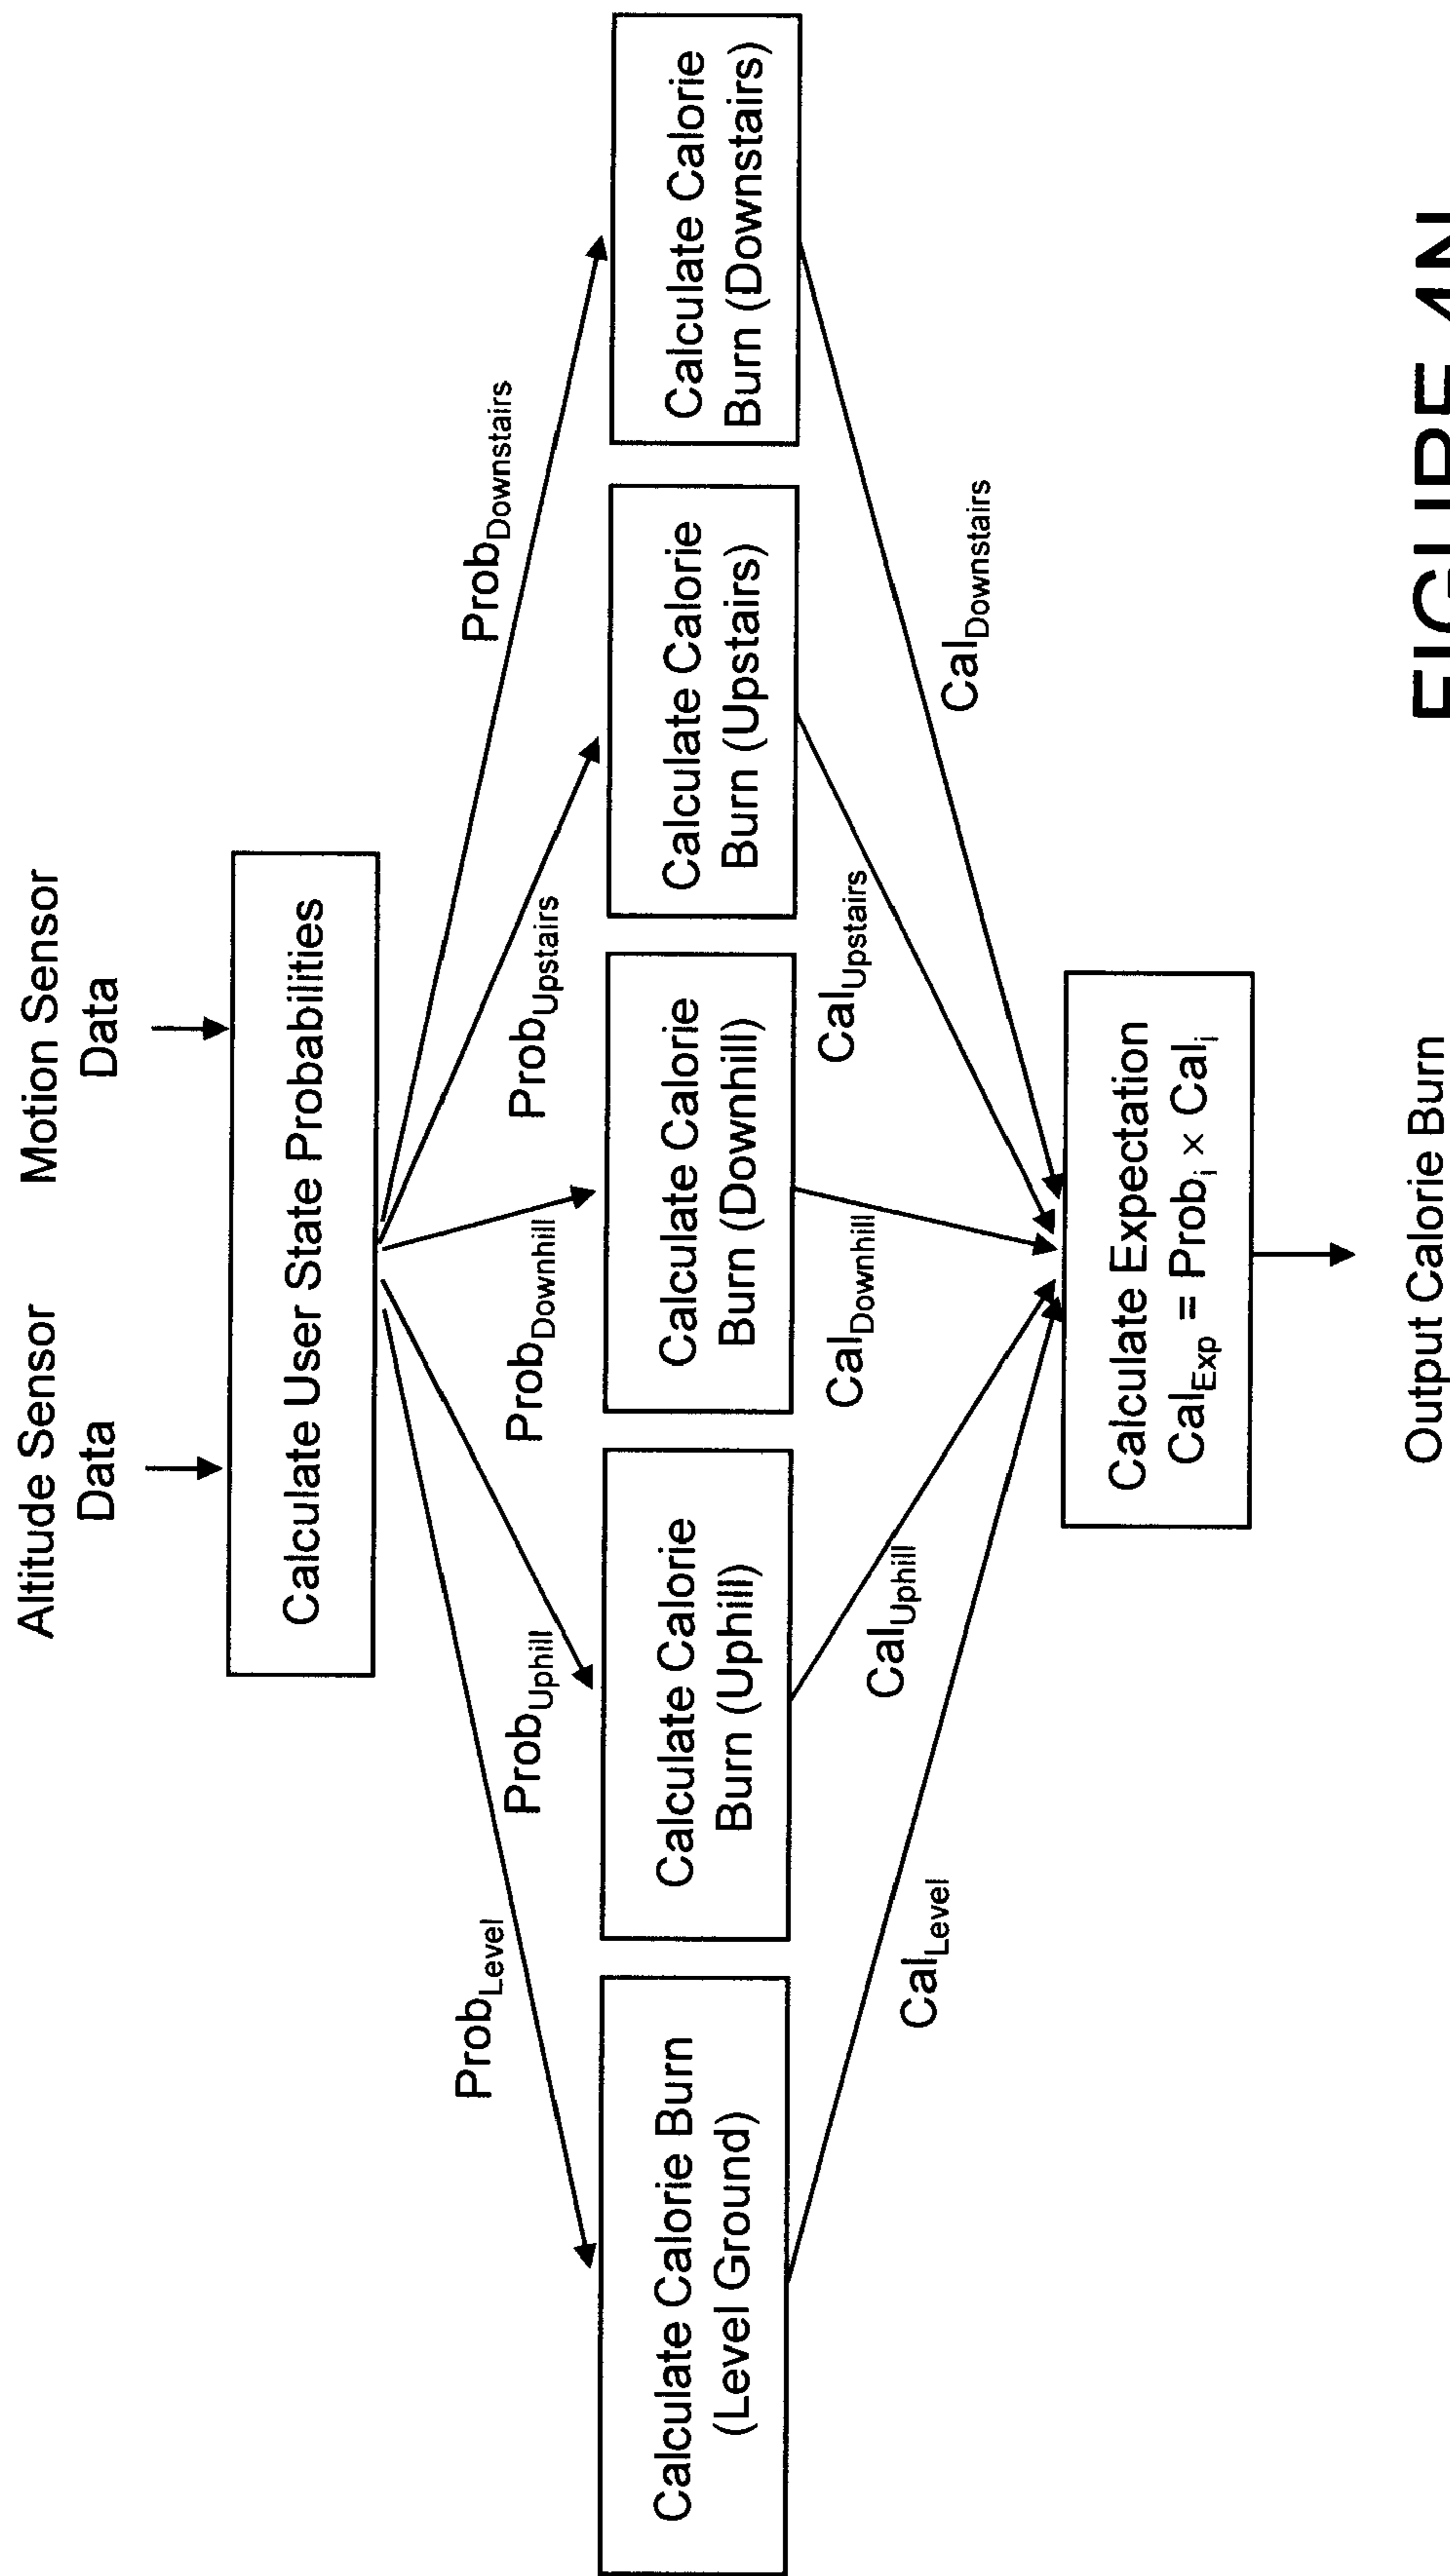 Altitude Sensor
Data
Motion Sensor
Data
Calculate User State Probabilities
Prob_Level
Prob_Uphill
Prob_Downhill
Prob_Upstairs
Prob_Downstairs
Calculate Calorie Burn
(Level Ground)
Calculate Calorie
Burn (Uphill)
Calculate Calorie
Burn (Downhill)
Calculate Calorie
Burn (Upstairs)
Calculate Calorie
Burn (Downstairs)
Cal_Level
Cal_Uphill
Cal_Downhill
Cal_Upstairs
Cal_Downstairs
Calculate Expectation
Cal_Exp = Prob_i × Cal_i
Output Calorie Burn
FIGURE 4N